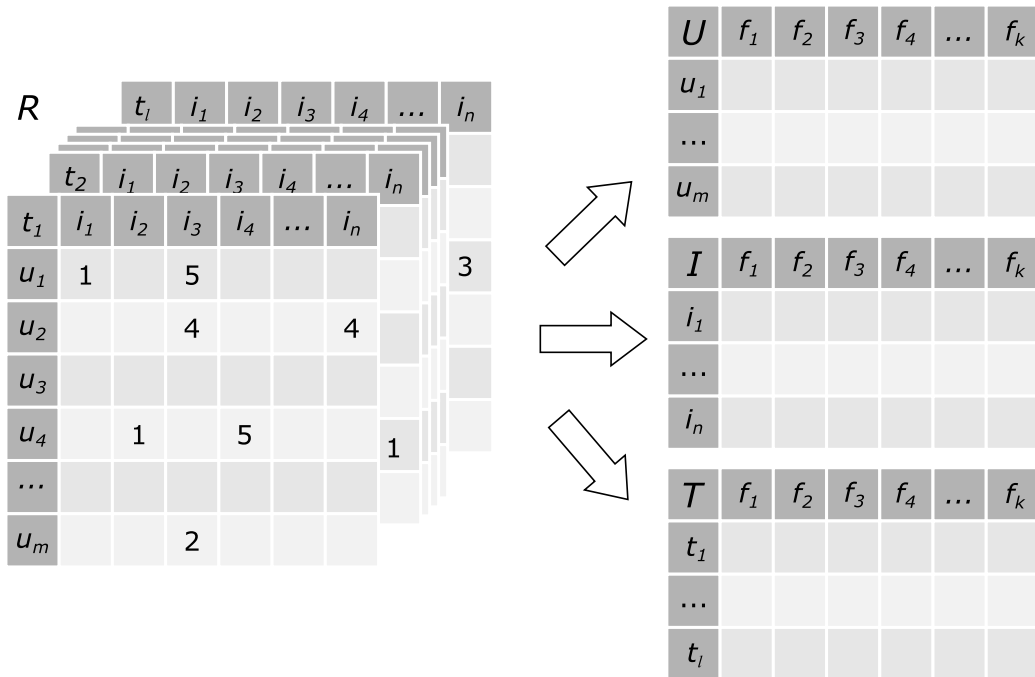 R
t_l i_1 i_2 i_3 i_4 ... i_n
t_2 i_1 i_2 i_3 i_4 ... i_n
t_1 i_1 i_2 i_3 i_4 ... i_n
u_1 1 5
3
u_2 4 4
u_3
u_4 1 5
1
...
u_m 2
U f_1 f_2 f_3 f_4 ... f_k
u_1
...
u_m
I f_1 f_2 f_3 f_4 ... f_k
i_1
...
i_n
T f_1 f_2 f_3 f_4 ... f_k
t_1
...
t_l